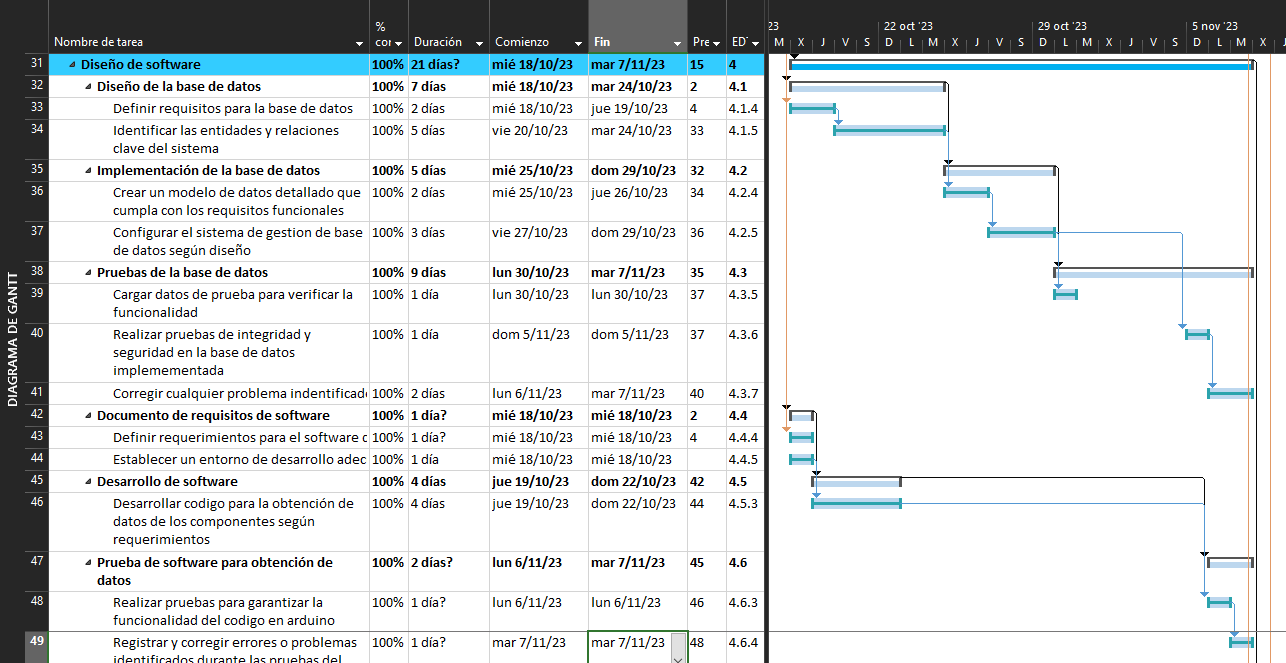 DIAGRAMA DE GANTT
Nombre de tarea
%
cor
Duración
Comienzo
Fin
Pre
ED
23
22 oct '23
29 oct '23
5 nov '23
M X J V S D L M X J V S D L M X J V S D L M X J
31 Diseño de software 100% 21 días? mié 18/10/23 mar 7/11/23 15 4
32 Diseño de la base de datos 100% 7 días mié 18/10/23 mar 24/10/23 2 4.1
33 Definir requisitos para la base de datos 100% 2 días mié 18/10/23 jue 19/10/23 4 4.1.4
34 Identificar las entidades y relaciones 100% 5 días vie 20/10/23 mar 24/10/23 33 4.1.5
clave del sistema
35 Implementación de la base de datos 100% 5 días mié 25/10/23 dom 29/10/23 32 4.2
36 Crear un modelo de datos detallado que 100% 2 días mié 25/10/23 jue 26/10/23 34 4.2.4
cumpla con los requisitos funcionales
37 Configurar el sistema de gestion de base 100% 3 días vie 27/10/23 dom 29/10/23 36 4.2.5
de datos según diseño
38 Pruebas de la base de datos 100% 9 días lun 30/10/23 mar 7/11/23 35 4.3
39 Cargar datos de prueba para verificar la 100% 1 día lun 30/10/23 lun 30/10/23 37 4.3.5
funcionalidad
40 Realizar pruebas de integridad y 100% 1 día dom 5/11/23 dom 5/11/23 37 4.3.6
seguridad en la base de datos
implemementada
41 Corregir cualquier problema indentificado 100% 2 días lun 6/11/23 mar 7/11/23 40 4.3.7
42 Documento de requisitos de software 100% 1 día? mié 18/10/23 mié 18/10/23 2 4.4
43 Definir requerimientos para el software 100% 1 día? mié 18/10/23 mié 18/10/23 4 4.4.4
44 Establecer un entorno de desarrollo adec 100% 1 día mié 18/10/23 mié 18/10/23 4.4.5
45 Desarrollo de software 100% 4 días jue 19/10/23 dom 22/10/23 42 4.5
46 Desarrollar codigo para la obtención de 100% 4 días jue 19/10/23 dom 22/10/23 44 4.5.3
datos de los componentes según
requerimientos
47 Prueba de software para obtención de 100% 2 días? lun 6/11/23 mar 7/11/23 45 4.6
datos
48 Realizar pruebas para garantizar la 100% 1 día? lun 6/11/23 lun 6/11/23 46 4.6.3
funcionalidad del codigo en arduino
49 Registrar y corregir errores o problemas 100% 1 día? mar 7/11/23 mar 7/11/23 48 4.6.4
identificados durante las pruebas del